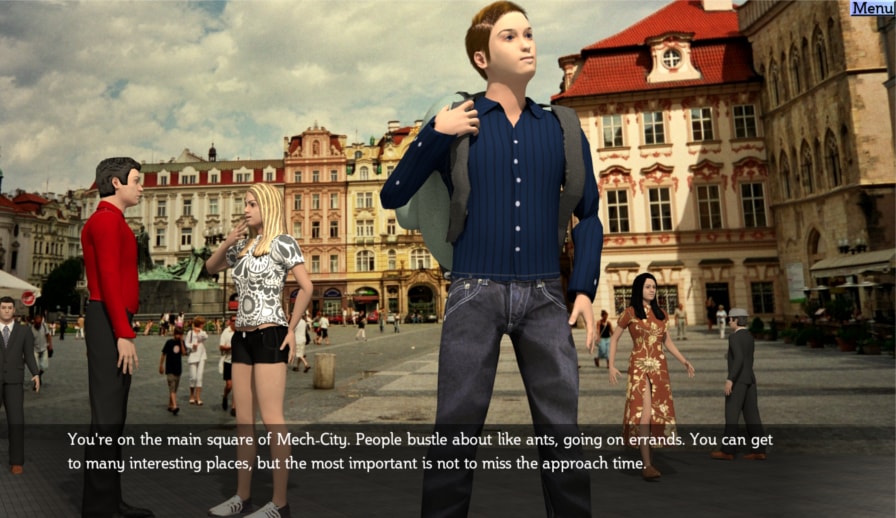 Menu
You're on the main square of Mech-City. People bustle about like ants, going on errands. You can get
to many interesting places, but the most important is not to miss the approach time.